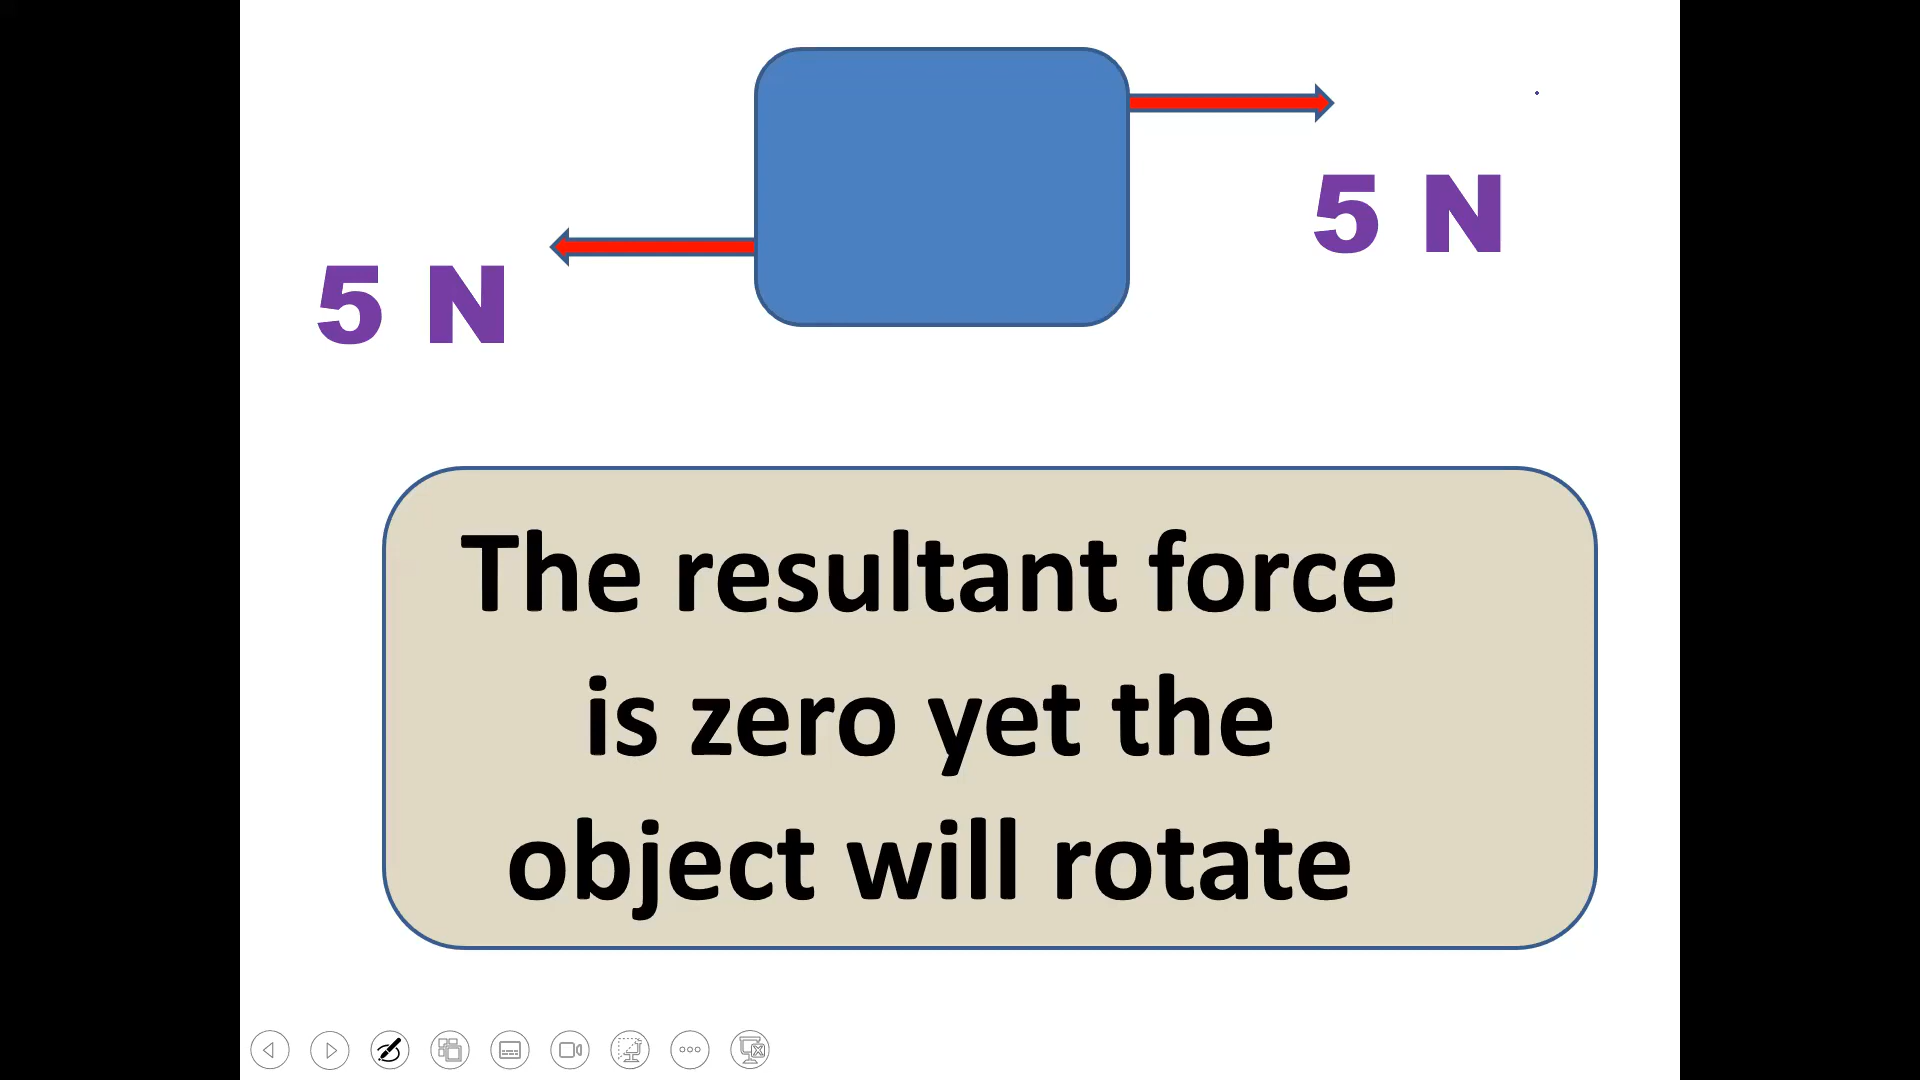 5 N
5 N
The resultant force
is zero yet the
object will rotate